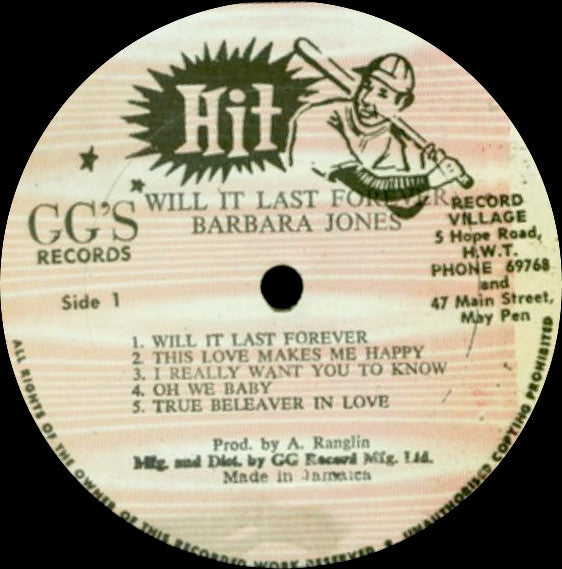 Hit
WILL IT LAST FOREVER
BARBARA JONES
GG'S
RECORDS
RECORD
VILLAGE
5 Hope Road,
H.W.T.
PHONE 69768
and
47 Main Street,
May Pen
Side 1
1. WILL IT LAST FOREVER
2. THIS LOVE MAKES ME HAPPY
3. I REALLY WANT YOU TO KNOW
4. OH WE BABY
5. TRUE BELEAVER IN LOVE
Prod. by A. Ranglin
Mfg. and Dist. by GG Record Mfg. Ltd.
Made in Jamaica
ALL RIGHTS OF THE OWNER OF THIS RECORDED WORK RESERVED & UNAUTHORISED COPYING PROHIBITED